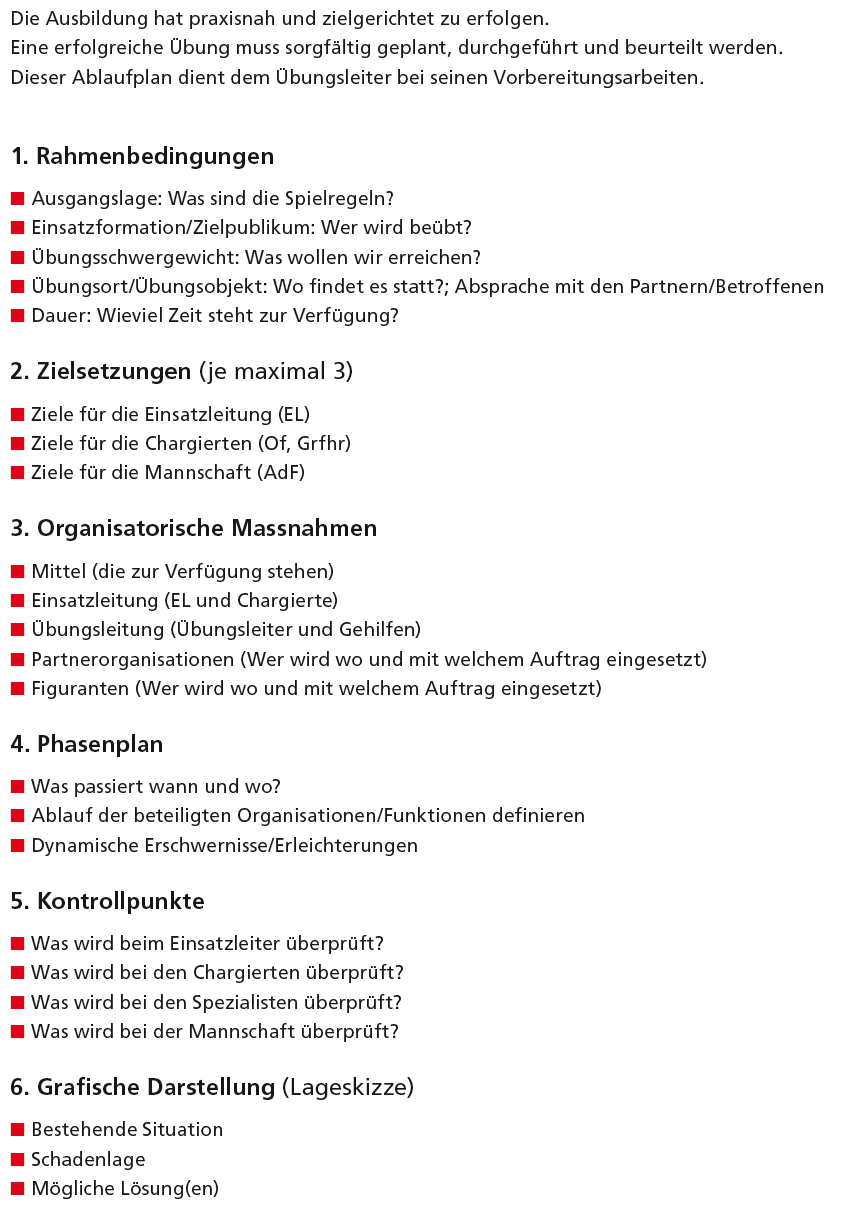 Die Ausbildung hat praxisnah und zielgerichtet zu erfolgen.
Eine erfolgreiche Übung muss sorgfältig geplant, durchgeführt und beurteilt werden.
Dieser Ablaufplan dient dem Übungsleiter bei seinen Vorbereitungsarbeiten.
1. Rahmenbedingungen
■ Ausgangslage: Was sind die Spielregeln?
■ Einsatzformation/Zielpublikum: Wer wird beübt?
■ Übungsschwergewicht: Was wollen wir erreichen?
■ Übungsort/Übungsobjekt: Wo findet es statt?; Absprache mit den Partnern/Betroffenen
■ Dauer: Wieviel Zeit steht zur Verfügung?
2. Zielsetzungen (je maximal 3)
■ Ziele für die Einsatzleitung (EL)
■ Ziele für die Chargierten (Of, Grfhr)
■ Ziele für die Mannschaft (AdF)
3. Organisatorische Massnahmen
■ Mittel (die zur Verfügung stehen)
■ Einsatzleitung (EL und Chargierte)
■ Übungsleitung (Übungsleiter und Gehilfen)
■ Partnerorganisationen (Wer wird wo und mit welchem Auftrag eingesetzt)
■ Figuranten (Wer wird wo und mit welchem Auftrag eingesetzt)
4. Phasenplan
■ Was passiert wann und wo?
■ Ablauf der beteiligten Organisationen/Funktionen definieren
■ Dynamische Erschwernisse/Erleichterungen
5. Kontrollpunkte
■ Was wird beim Einsatzleiter überprüft?
■ Was wird bei den Chargierten überprüft?
■ Was wird bei den Spezialisten überprüft?
■ Was wird bei der Mannschaft überprüft?
6. Grafische Darstellung (Lageskizze)
■ Bestehende Situation
■ Schadenlage
■ Mögliche Lösung(en)